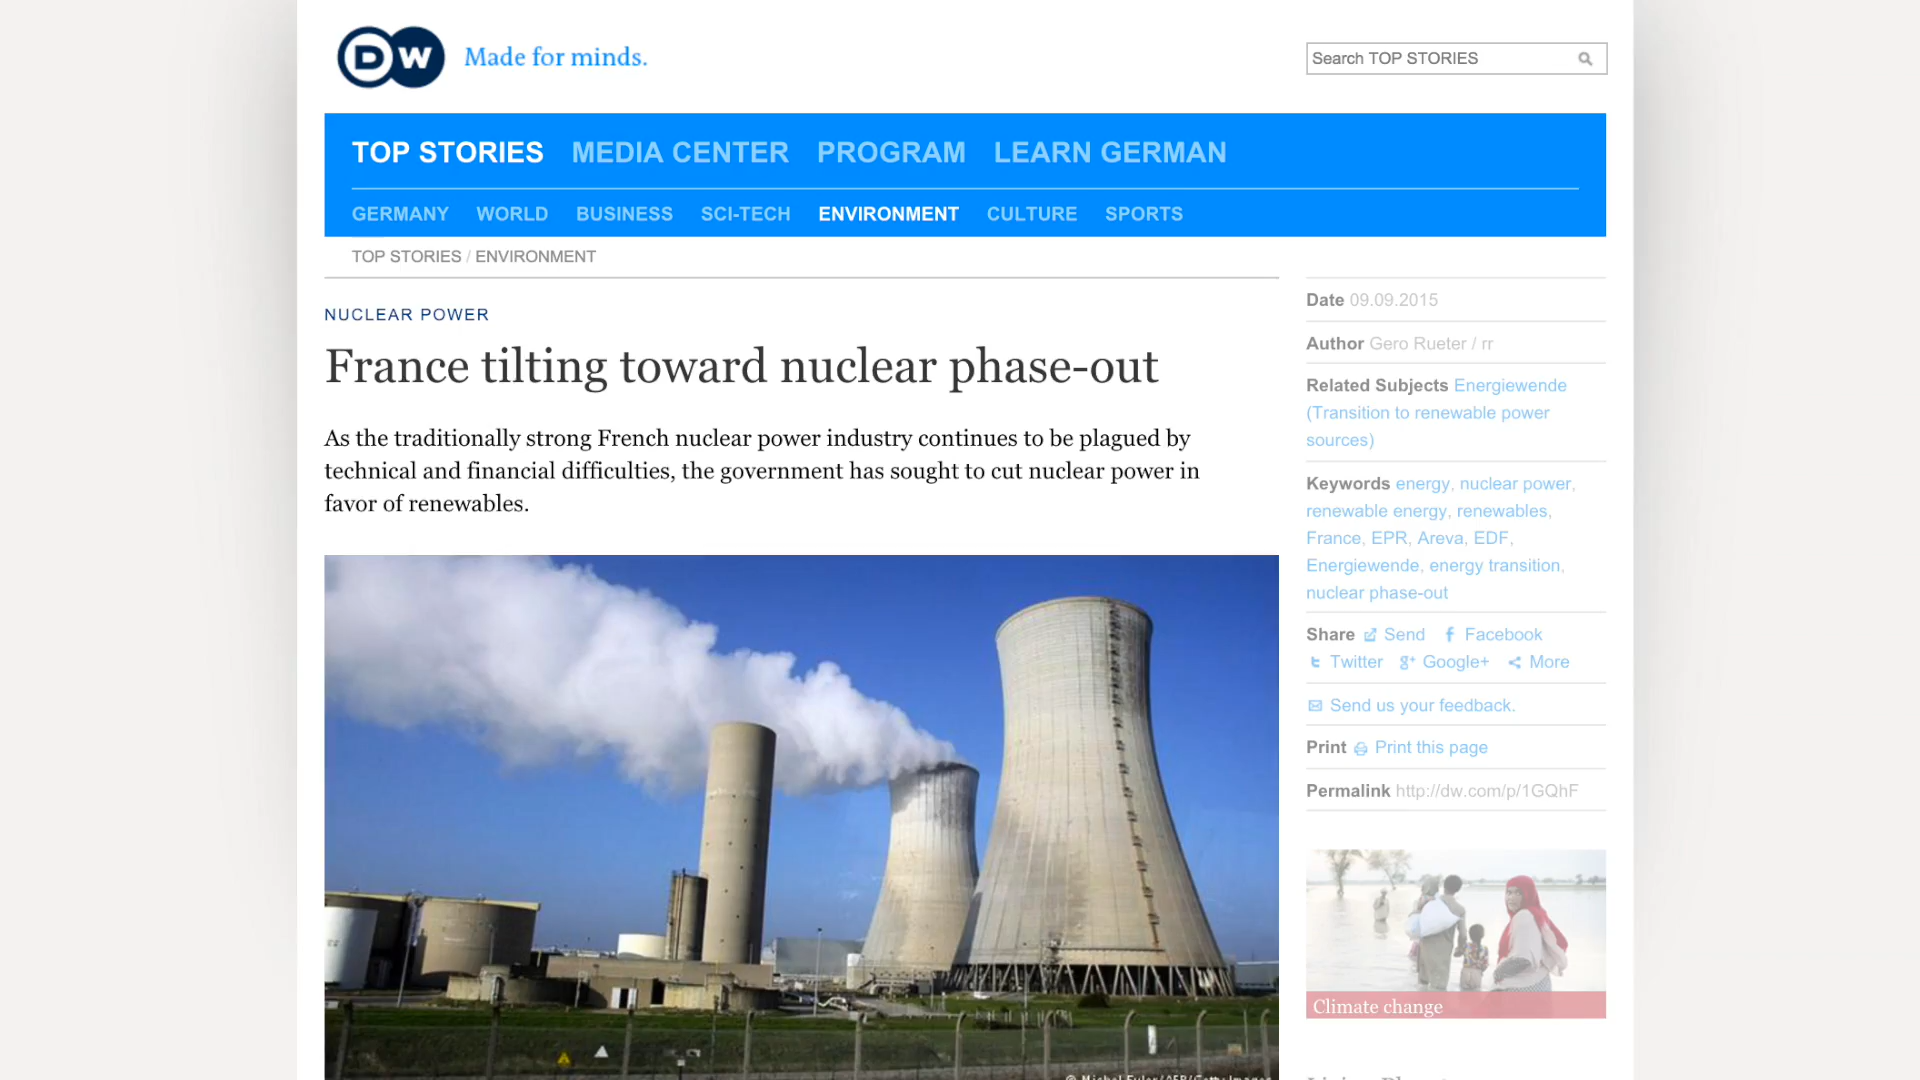 DW Made for minds.
Search TOP STORIES
TOP STORIES MEDIA CENTER PROGRAM LEARN GERMAN
GERMANY WORLD BUSINESS SCI-TECH ENVIRONMENT CULTURE SPORTS
TOP STORIES / ENVIRONMENT
NUCLEAR POWER
France tilting toward nuclear phase-out
As the traditionally strong French nuclear power industry continues to be plagued by
technical and financial difficulties, the government has sought to cut nuclear power in
favor of renewables.
Date 09.09.2015
Author Gero Rueter / rr
Related Subjects Energiewende
(Transition to renewable power
sources)
Keywords energy, nuclear power,
renewable energy, renewables,
France, EPR, Areva, EDF,
Energiewende, energy transition,
nuclear phase-out
Share Send Facebook
Twitter Google+ More
Send us your feedback.
Print Print this page
Permalink http://dw.com/p/1GQhF
Climate change